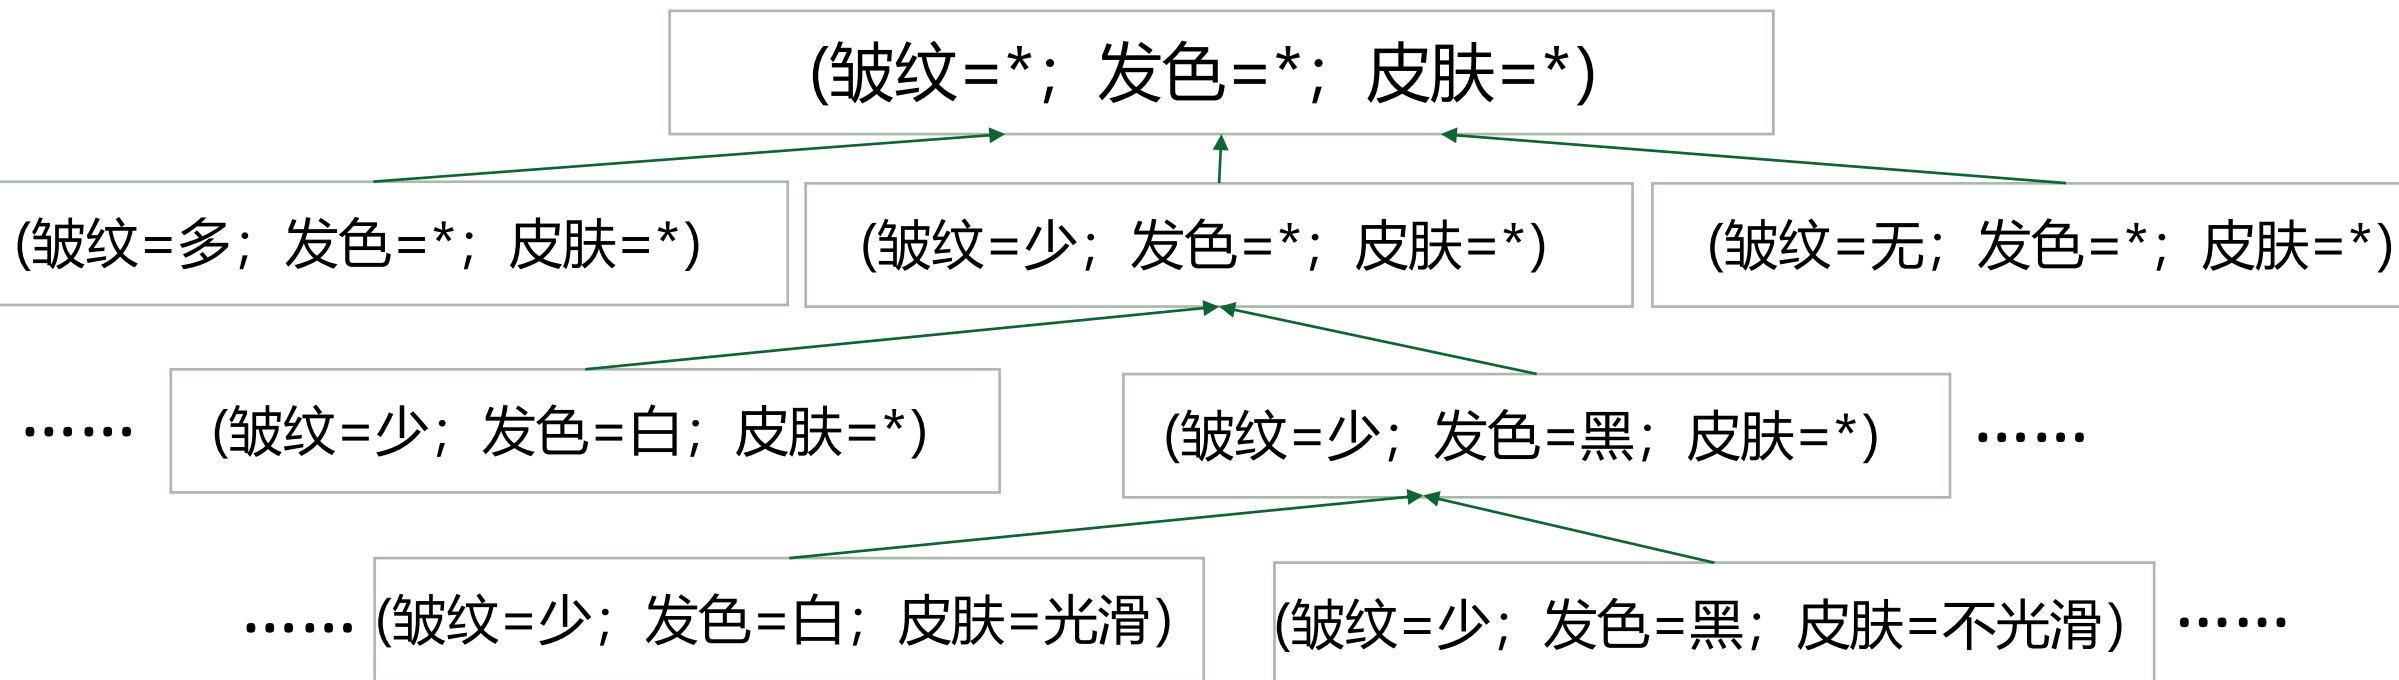 (皱纹=*；发色=*；皮肤=*)
(皱纹=多；发色=*；皮肤=*)
(皱纹=少；发色=*；皮肤=*)
(皱纹=无；发色=*；皮肤=*)
……
(皱纹=少；发色=白；皮肤=*)
(皱纹=少；发色=黑；皮肤=*)
……
……
(皱纹=少；发色=白；皮肤=光滑)
(皱纹=少；发色=黑；皮肤=不光滑)
……